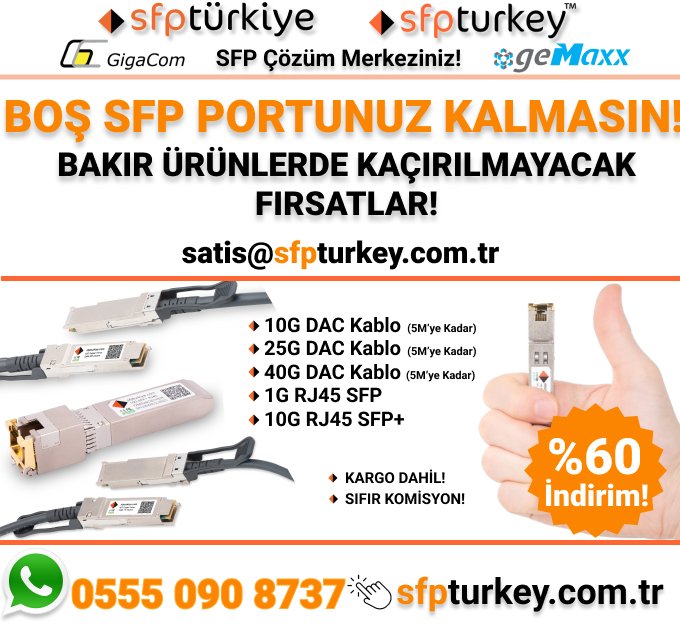 sfptürkiye
sfpturkey™
GigaCom
SFP Çözüm Merkeziniz!
geMaxx
BOŞ SFP PORTUNUZ KALMASIN!
BAKIR ÜRÜNLERDE KAÇIRILMAYACAK
FIRSATLAR!
satis@sfpturkey.com.tr
10G DAC Kablo (5M'ye Kadar)
25G DAC Kablo (5M'ye Kadar)
40G DAC Kablo (5M'ye Kadar)
1G RJ45 SFP
10G RJ45 SFP+
KARGO DAHİL!
SIFIR KOMİSYON!
%60
İndirim!
0555 090 8737
sfpturkey.com.tr